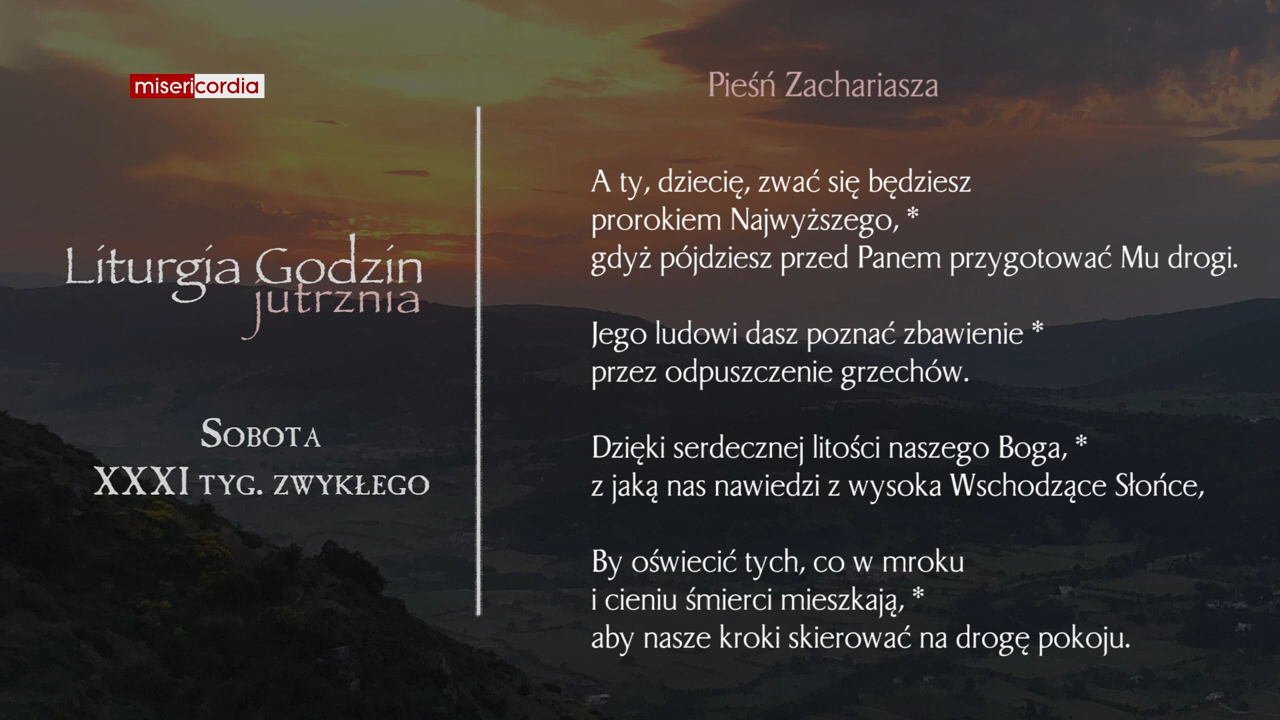 misericordia
Liturgia Godzin
jutrznia
Sobota
XXXI tyg. zwykłego
Pieśń Zachariasza
A ty, dziecię, zwać się będziesz
prorokiem Najwyższego, *
gdyż pójdziesz przed Panem przygotować Mu drogi.
Jego ludowi dasz poznać zbawienie *
przez odpuszczenie grzechów.
Dzięki serdecznej litości naszego Boga, *
z jaką nas nawiedzi z wysoka Wschodzące Słońce,
By oświecić tych, co w mroku
i cieniu śmierci mieszkają, *
aby nasze kroki skierować na drogę pokoju.